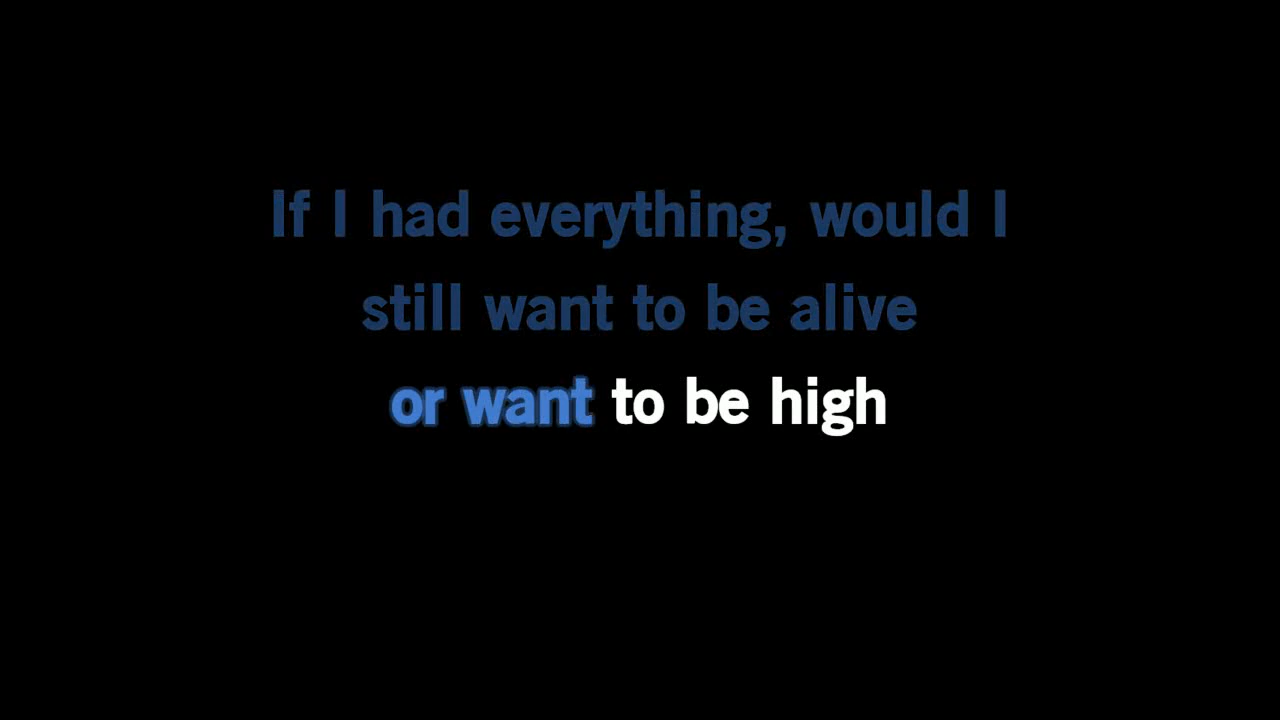 If I had everything, would I
still want to be alive
or want to be high